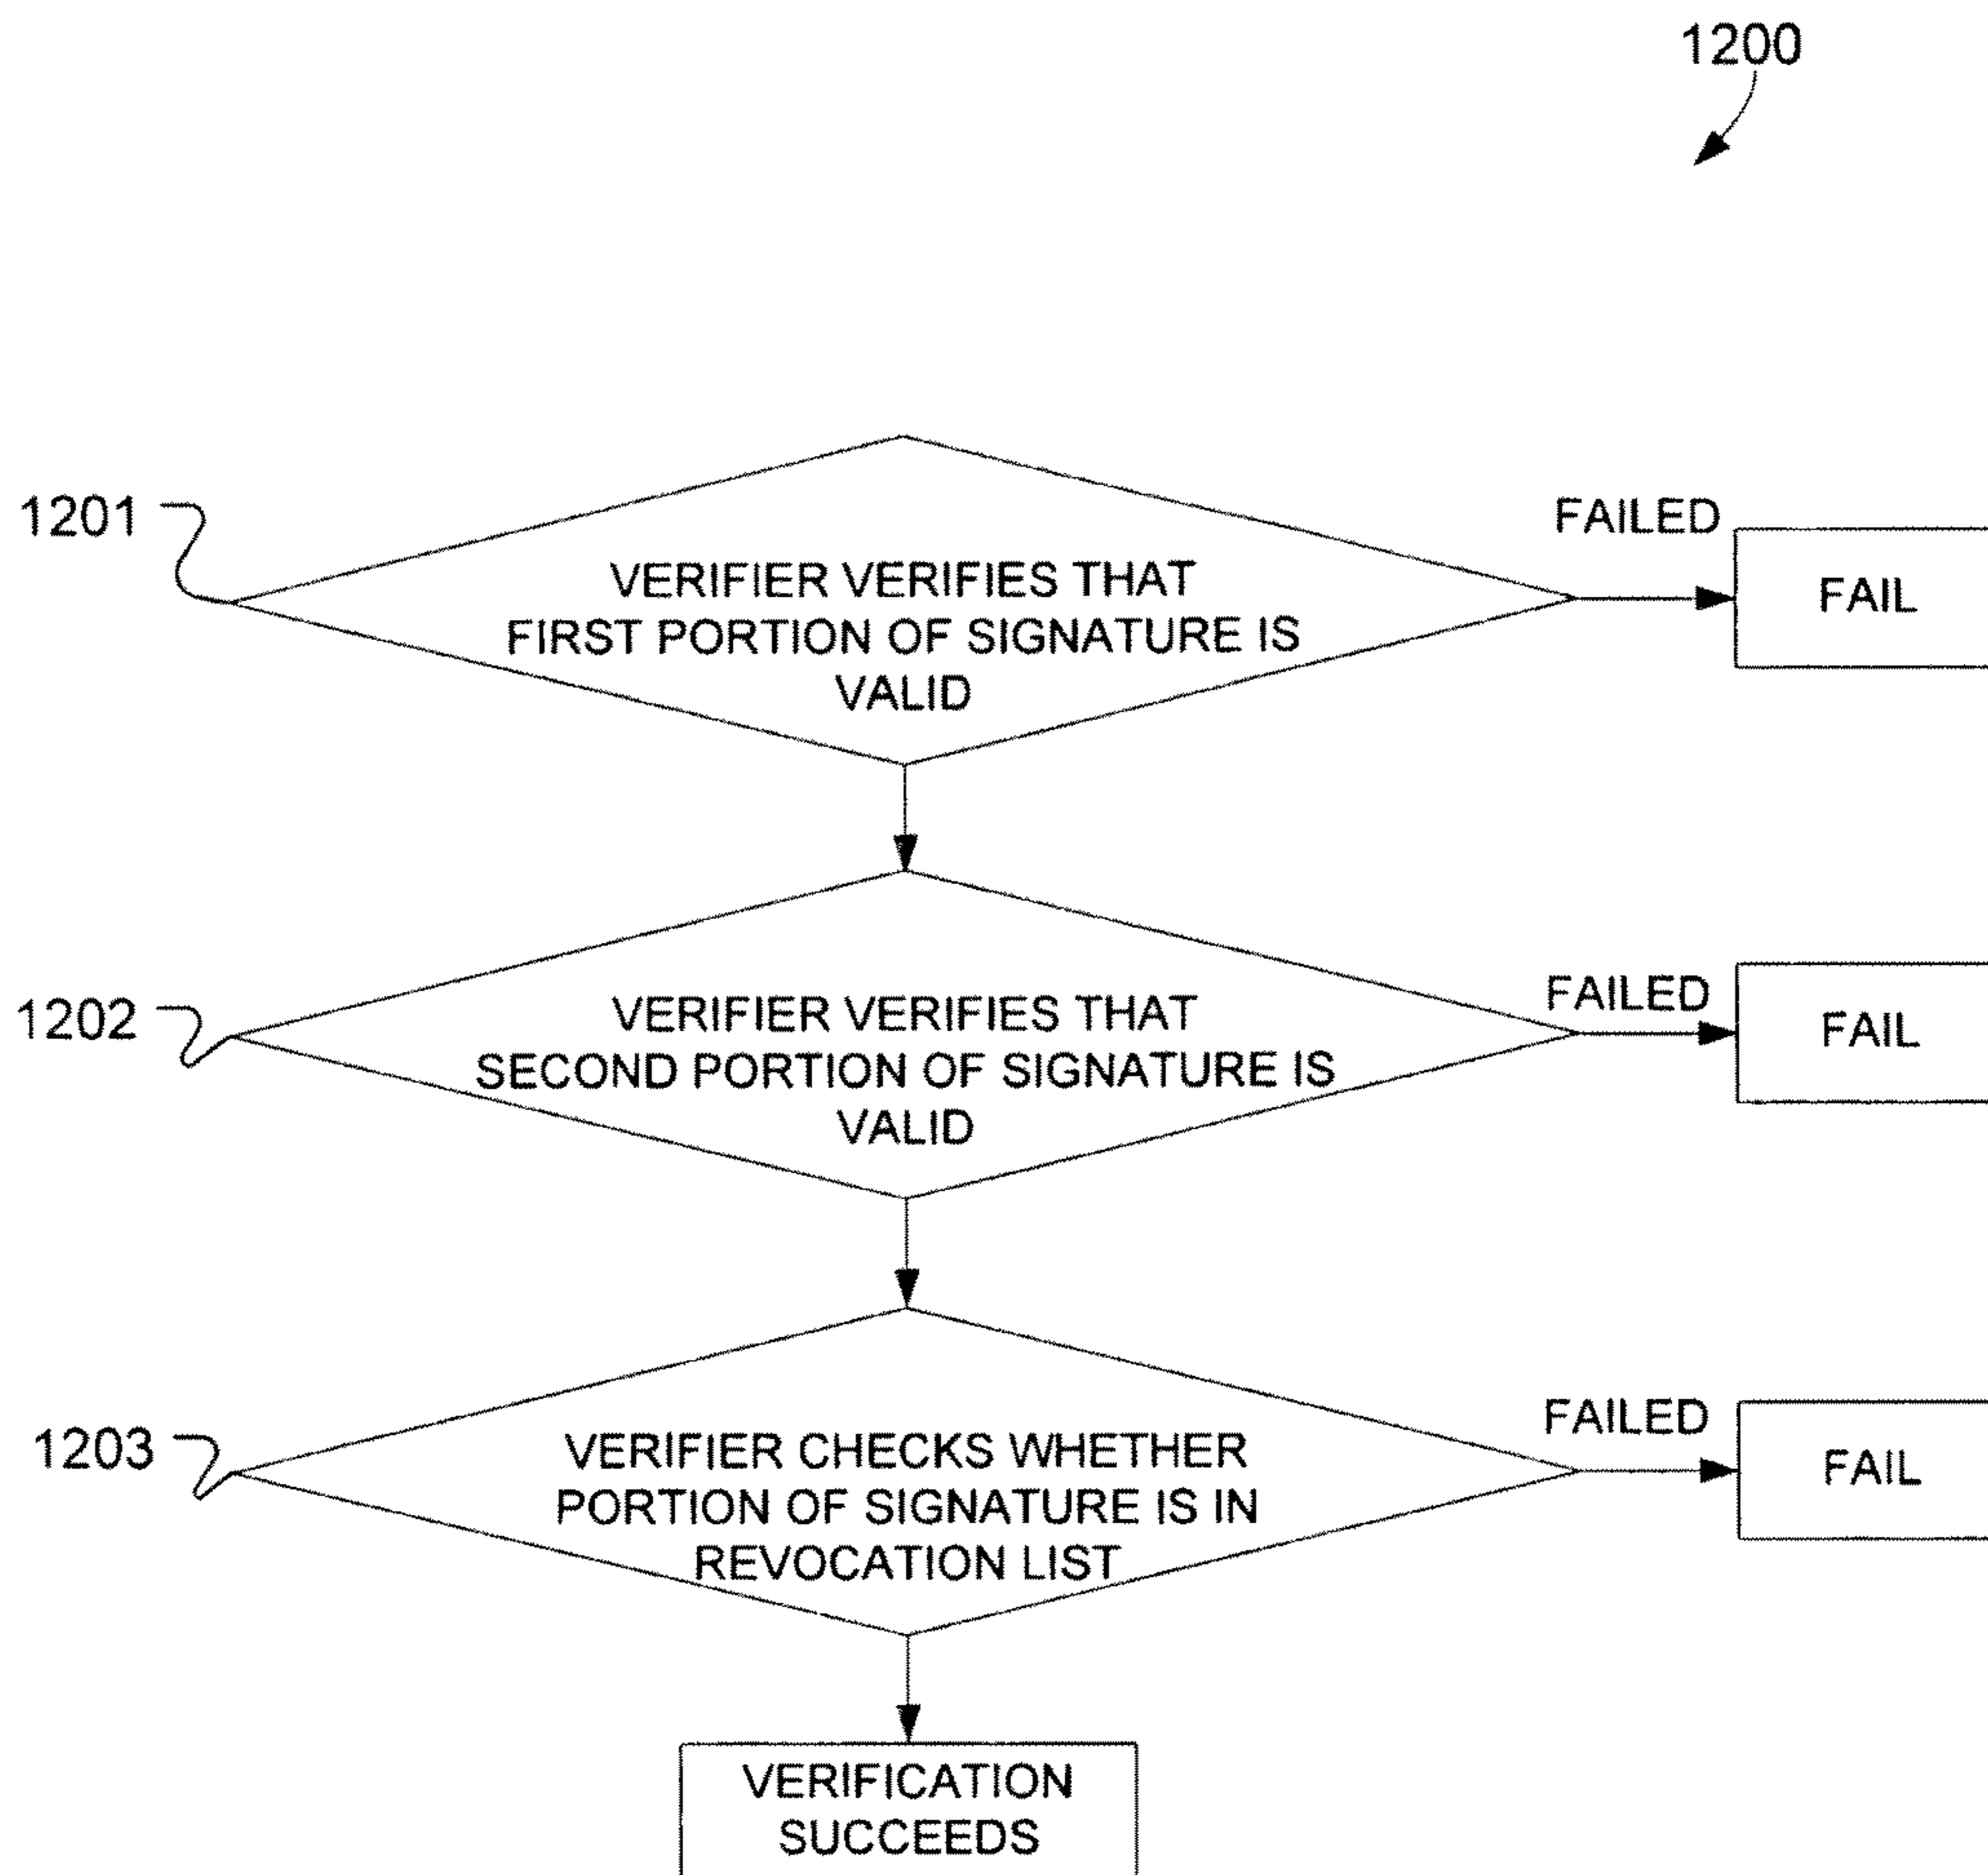 1200
1201
FAILED
VERIFIER VERIFIES THAT
FIRST PORTION OF SIGNATURE IS
VALID
FAIL
1202
FAILED
VERIFIER VERIFIES THAT
SECOND PORTION OF SIGNATURE IS
VALID
FAIL
1203
FAILED
VERIFIER CHECKS WHETHER
PORTION OF SIGNATURE IS IN
REVOCATION LIST
FAIL
VERIFICATION
SUCCEEDS